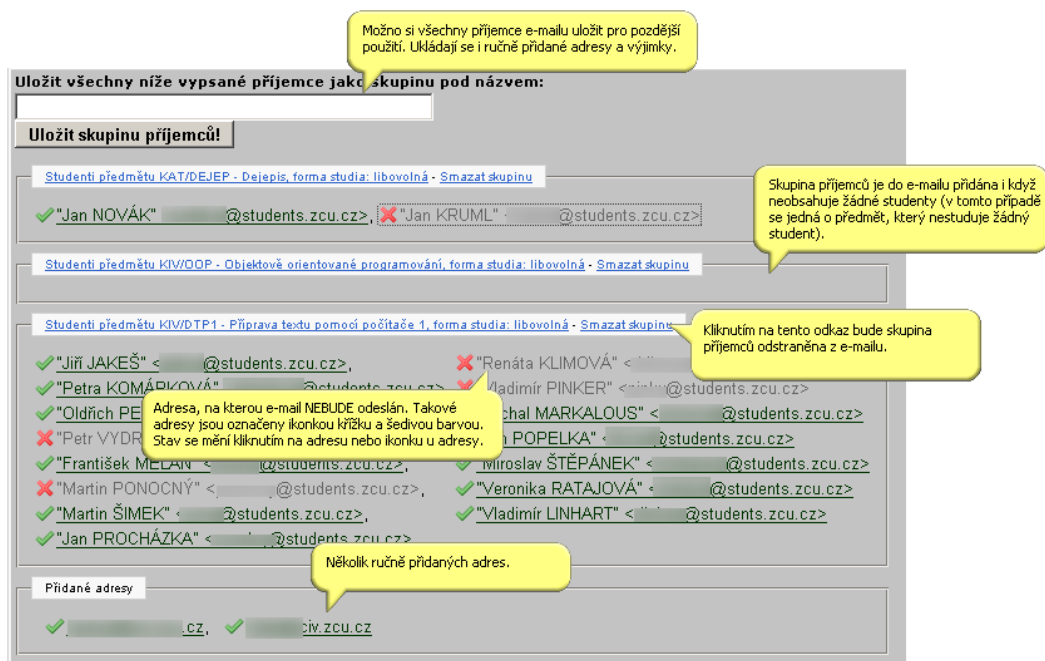 Možno si všechny příjemce e-mailu uložit pro pozdější
použití. Ukládají se i ručně přidané adresy a výjimky.
Uložit všechny níže vypsané příjemce jako skupinu pod názvem:
Uložit skupinu příjemců!
Studenti předmětu KAT/DEJEP - Dejepis, forma studia: libovolná - Smazat skupinu
"Jan NOVÁK" @students.zcu.cz>, "Jan KRUML" < @students.zcu.cz>
Skupina příjemců je do e-mailu přidána i když
neobsahuje žádné studenty (v tomto případě
se jedná o předmět, který nestuduje žádný
student).
Studenti předmětu KIV/OOP - Objektově orientované programování, forma studia: libovolná - Smazat skupinu
Studenti předmětu KIV/DTP1 - Příprava textu pomocí počítače 1, forma studia: libovolná - Smazat skupinu
Kliknutím na tento odkaz bude skupina
příjemců odstraněna z e-mailu.
"Jiří JAKEŠ" < @students.zcu.cz>, "Renáta KLIMOVÁ" <
"Petra KOMÁRKOVÁ" @students.zcu.cz>, Vladimír PINKER" < @students.zcu.cz>
"Oldřich MARKALOUS" < @students.zcu.cz>
Adresa, na kterou e-mail NEBUDE odeslán. Takové
adresy jsou označeny ikonkou křížku a šedivou barvou.
Stav se mění kliknutím na adresu nebo ikonku u adresy.
"Petr POPELKA" < @students.zcu.cz>
"František MELAN" < @students.zcu.cz>, "Miroslav ŠTĚPÁNEK" < @students.zcu.cz>
"Martin PONOCNÝ" < @students.zcu.cz>, "Veronika RATAJOVÁ" < @students.zcu.cz>
"Martin ŠIMEK" < @students.zcu.cz>, "Vladimír LINHART" < @students.zcu.cz>
"Jan PROCHÁZKA" < @students.zcu.cz>
Několik ručně přidaných adres.
Přidané adresy
.cz, civ.zcu.cz